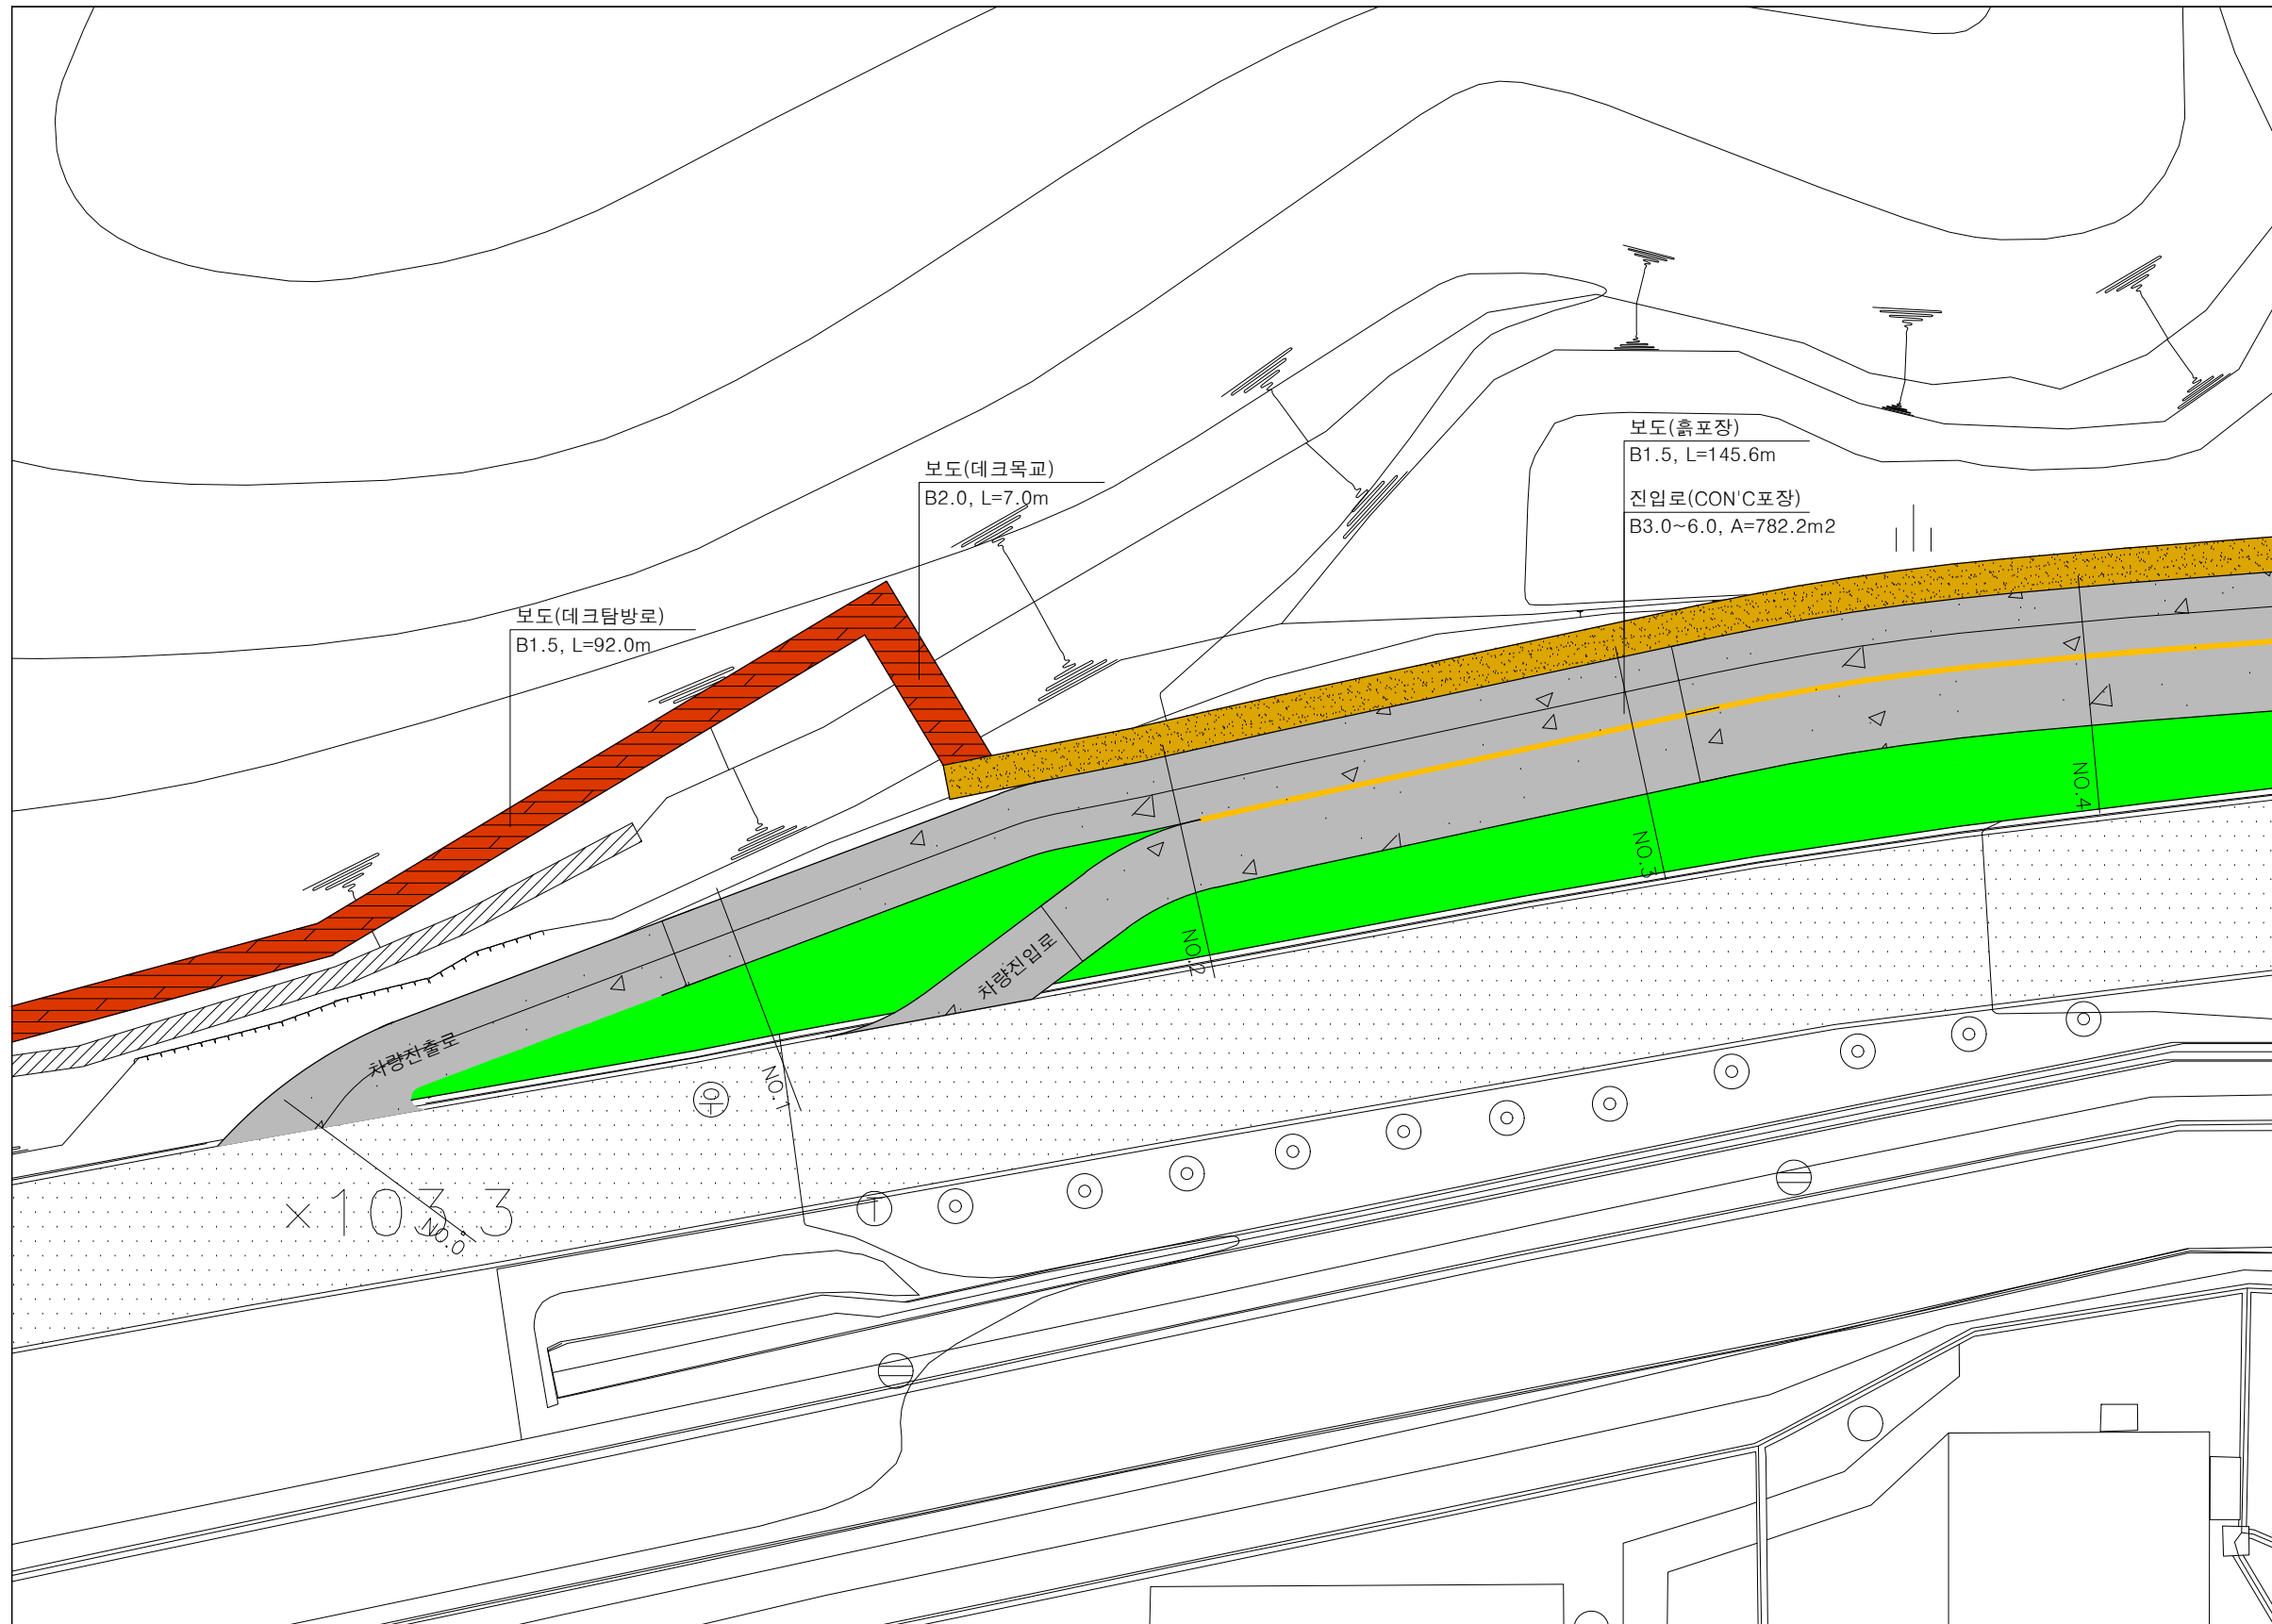 보도(흙포장)
B1.5, L=145.6m
보도(데크목교)
B2.0, L=7.0m
진입로(CON'C포장)
B3.0~6.0, A=782.2m2
보도(데크탐방로)
B1.5, L=92.0m
NO.4
NO.3
NO.2
차량진입로
차량진출로
NO.1
×103.3
NO.0